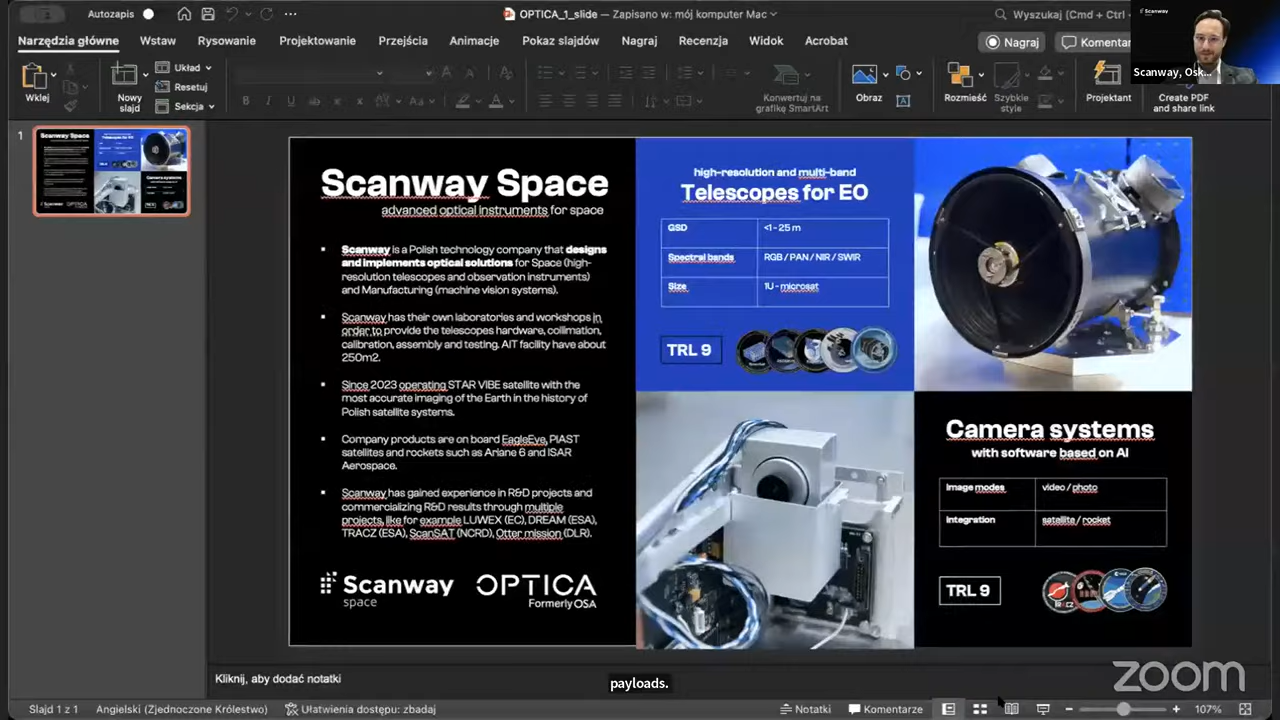 Autozapis
OPTICA_1_slide — Zapisano w: mój komputer Mac
Wyszukaj (Cmd + Ctrl
Scanway
Narzędzia główne
Wstaw
Rysowanie
Projektowanie
Przejścia
Animacje
Pokaz slajdów
Nagraj
Recenzja
Widok
Acrobat
Nagraj
Komentar
Scanway, Osk...
Wklej
Nowy
slajd
Układ
Resetuj
Sekcja
Konwertuj na
grafikę SmartArt
Obraz
Rozmieść
Szybkie
style
Projektant
Create PDF
and share link
1
Scanway Space
advanced optical instruments for space
Scanway is a Polish technology company that designs
and implements optical solutions for Space (high-
resolution telescopes and observation instruments)
and Manufacturing (machine vision systems).
Scanway has their own laboratories and workshops in
order to provide the telescopes hardware, collimation,
calibration, assembly and testing. AIT facility have about
250m2.
Since 2023 operating STAR VIBE satellite with the
most accurate imaging of the Earth in the history of
Polish satellite systems.
Company products are on board EagleEye, PIAST
satellites and rockets such as Ariane 6 and ISAR
Aerospace.
Scanway has gained experience in R&D projects and
commercializing R&D results through multiple
projects, like for example LUWEX (EC), DREAM (ESA),
TRACZ (ESA), ScanSAT (NCRD), Otter mission (DLR).
Scanway
space
OPTICA
Formerly OSA
high-resolution and multi-band
Telescopes for EO
GSD <1 - 25 m
Spectral bands RGB / PAN / NIR / SWIR
Size 1U - microsat
TRL 9
Camera systems
with software based on AI
Image modes video / photo
Integration satellite / rocket
TRL 9
Kliknij, aby dodać notatki
payloads.
zoom
Slajd 1 z 1
Angielski (Zjednoczone Królestwo)
Ułatwienia dostępu: zbadaj
Notatki
Komentarze
107%